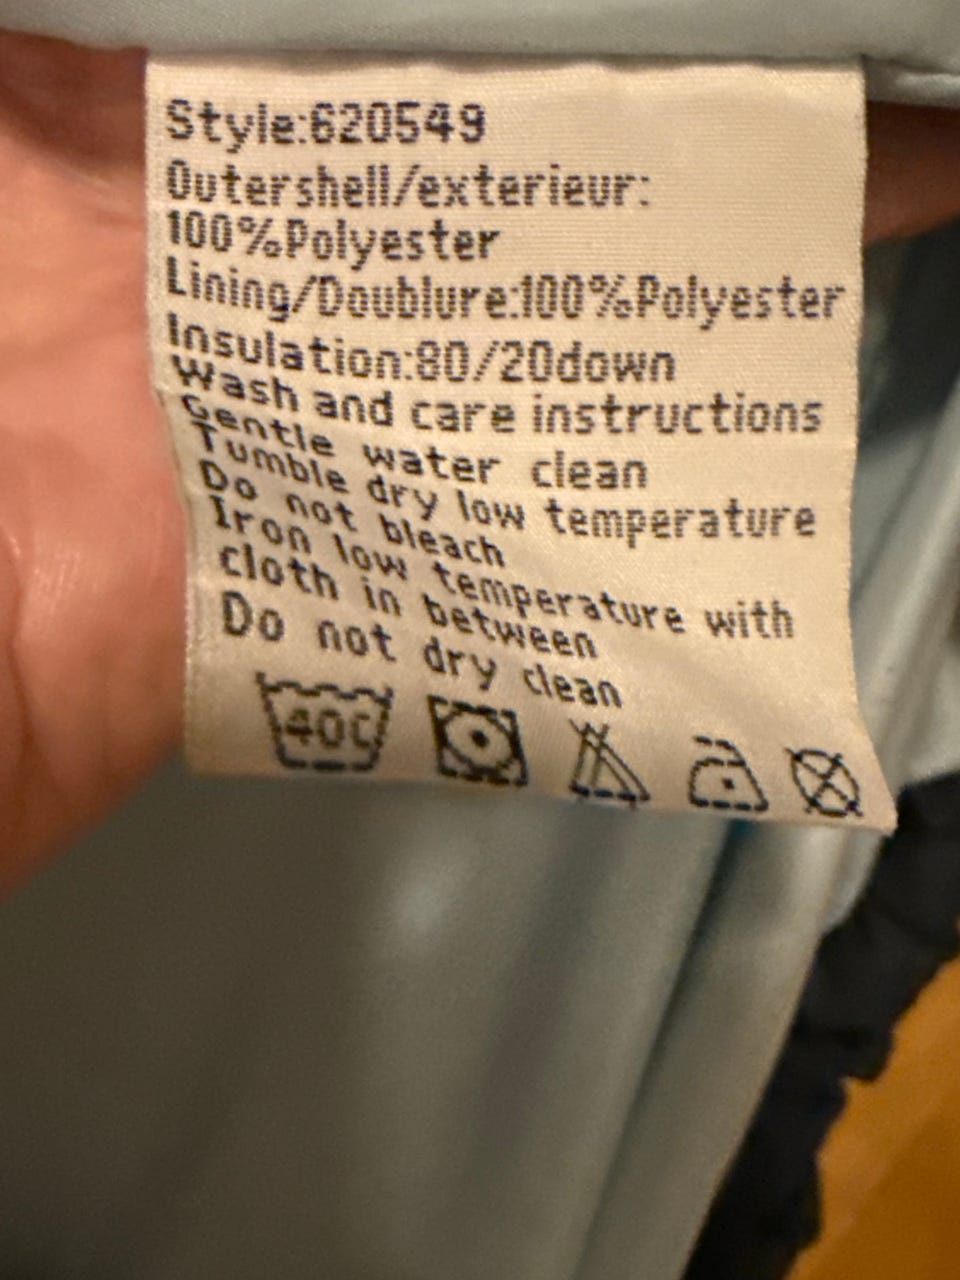 Style:620549
Outershell/exterieur:
100%Polyester
Lining/Doublure:100%Polyester
Insulation:80/20down
Wash and care instructions
Gentle water clean
Tumble dry low temperature
Do not bleach
Iron low temperature with
cloth in between
Do not dry clean
40C